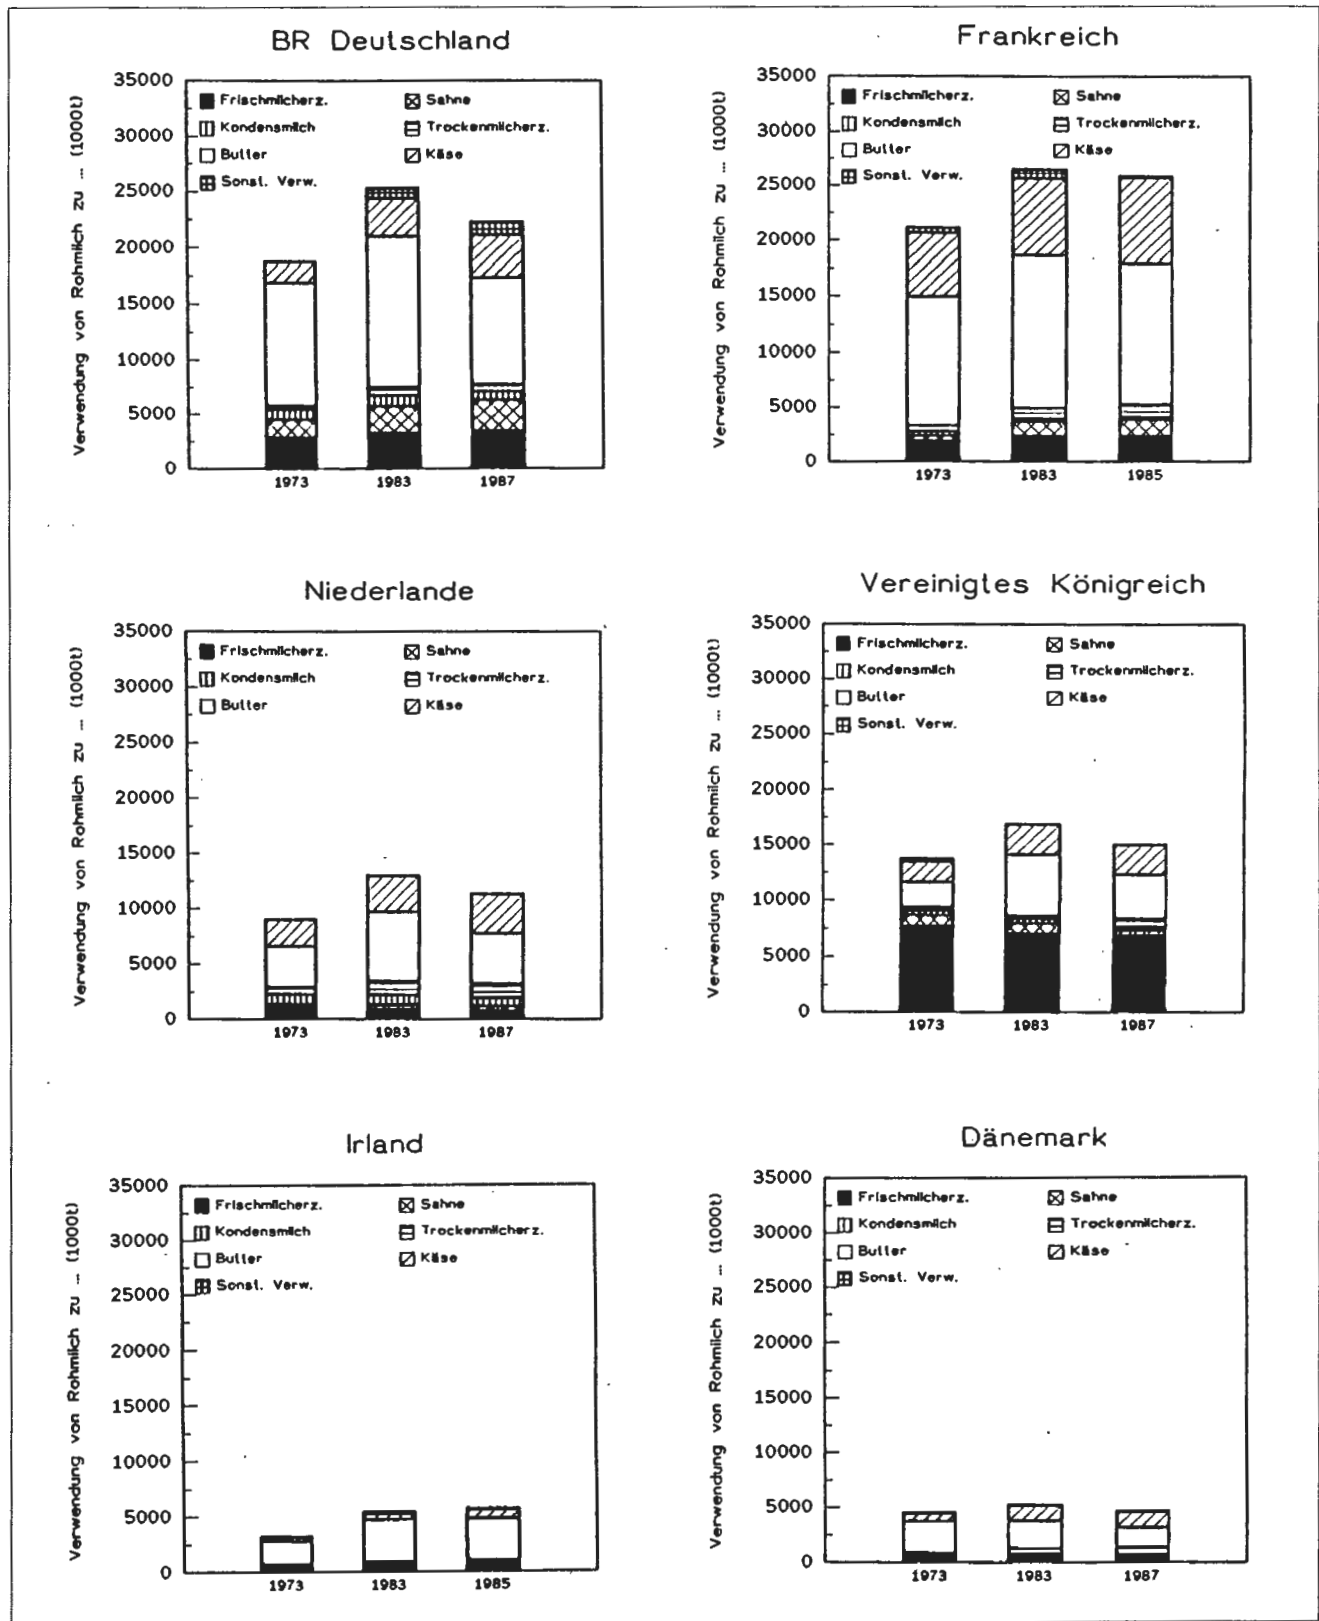 BR Deutschland
Verwendung von Rohmilch zu ... (1000t)
35000
30000
25000
20000
15000
10000
5000
0
Frischmilcherz.
Sahne
Kondensmilch
Trockenmilcherz.
Butter
Käse
Sonst. Verw.
1973
1983
1987
Frankreich
Verwendung von Rohmilch zu ... (1000t)
35000
30000
25000
20000
15000
10000
5000
0
Frischmilcherz.
Sahne
Kondensmilch
Trockenmilcherz.
Butter
Käse
Sonst. Verw.
1973
1983
1985
Niederlande
Verwendung von Rohmilch zu ... (1000t)
35000
30000
25000
20000
15000
10000
5000
0
Frischmilcherz.
Sahne
Kondensmilch
Trockenmilcherz.
Butter
Käse
1973
1983
1987
Vereinigtes Königreich
Verwendung von Rohmilch zu ... (1000t)
35000
30000
25000
20000
15000
10000
5000
0
Frischmilcherz.
Sahne
Kondensmilch
Trockenmilcherz.
Butter
Käse
Sonst. Verw.
1973
1983
1987
Irland
Verwendung von Rohmilch zu ... (1000t)
35000
30000
25000
20000
15000
10000
5000
0
Frischmilcherz.
Sahne
Kondensmilch
Trockenmilcherz.
Butter
Käse
Sonst. Verw.
1973
1983
1985
Dänemark
Verwendung von Rohmilch zu ... (1000t)
35000
30000
25000
20000
15000
10000
5000
0
Frischmilcherz.
Sahne
Kondensmilch
Trockenmilcherz.
Butter
Käse
Sonst. Verw.
1973
1983
1987